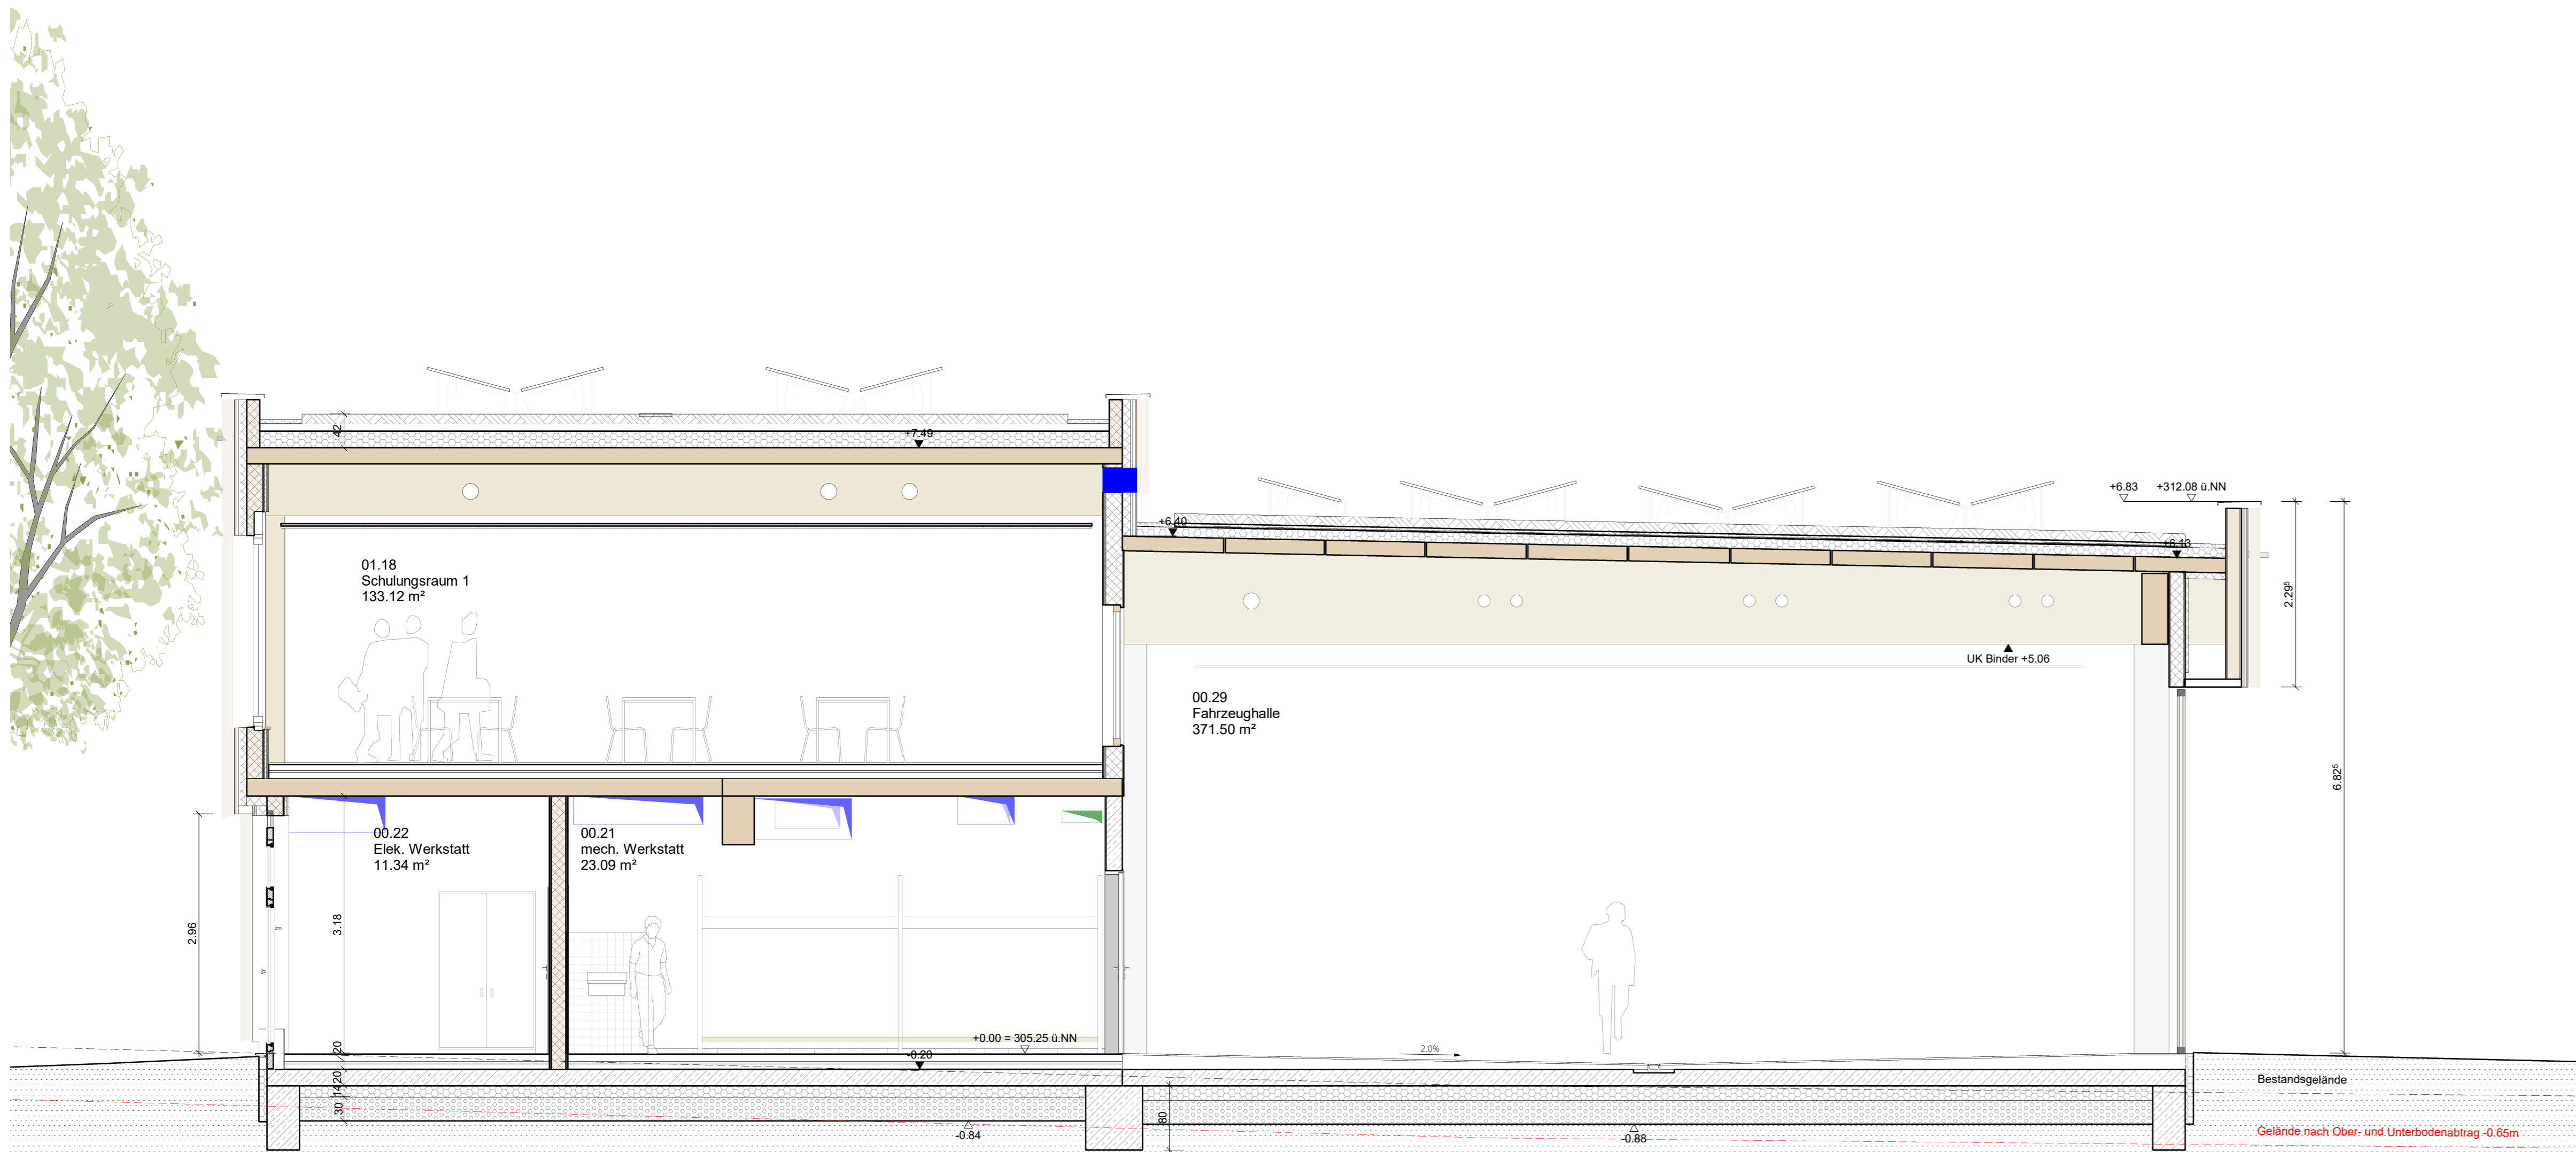 42
+7.49
+6.83
+312.08 ü.NN
+6.40
+6.13
01.18
Schulungsraum 1
133.12 m²
2.29⁵
UK Binder +5.06
00.29
Fahrzeughalle
371.50 m²
6.82⁵
00.22
Elek. Werkstatt
11.34 m²
00.21
mech. Werkstatt
23.09 m²
2.96
3.18
+0.00 = 305.25 ü.NN
20
-0.20
2.0%
20
14
30
80
-0.84
-0.88
Bestandsgelände
Gelände nach Ober- und Unterbodenabtrag -0.65m